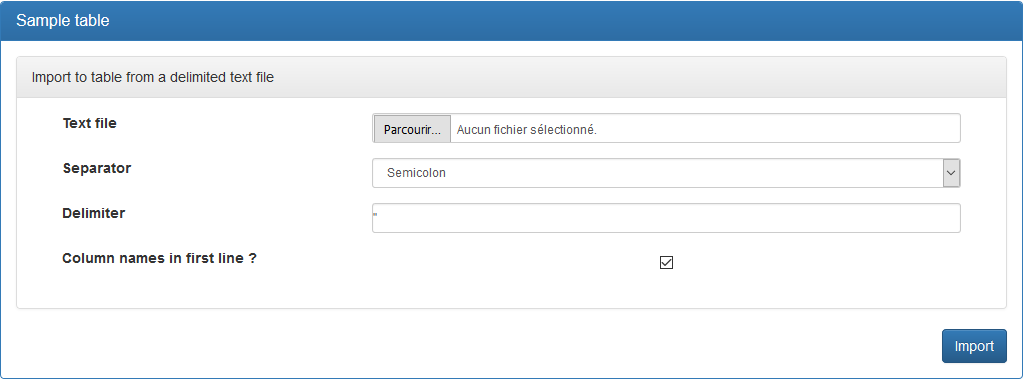 Sample table
Import to table from a delimited text file
Text file
Parcourir... Aucun fichier sélectionné.
Separator
Semicolon
Delimiter
"
Column names in first line ?
Import